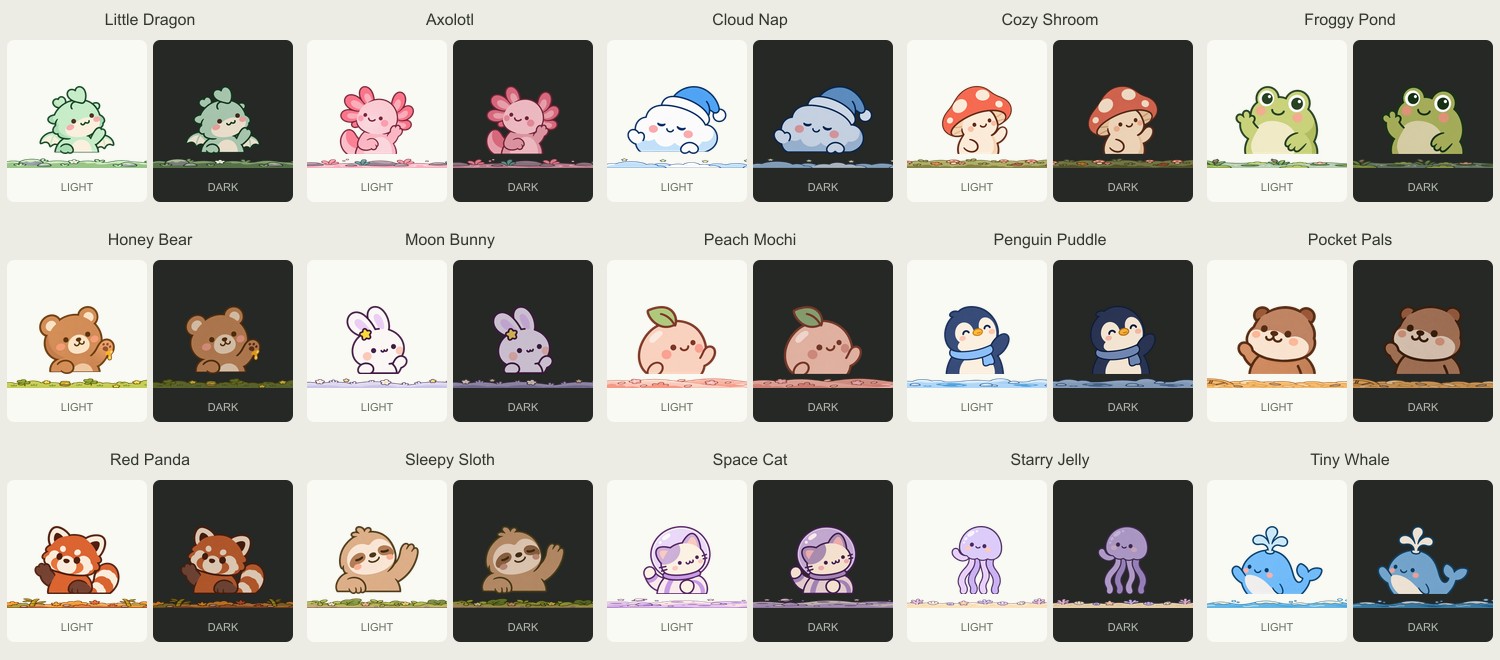 Little Dragon
Axolotl
Cloud Nap
Cozy Shroom
Froggy Pond
LIGHT
DARK
LIGHT
DARK
LIGHT
DARK
LIGHT
DARK
LIGHT
DARK
Honey Bear
Moon Bunny
Peach Mochi
Penguin Puddle
Pocket Pals
LIGHT
DARK
LIGHT
DARK
LIGHT
DARK
LIGHT
DARK
LIGHT
DARK
Red Panda
Sleepy Sloth
Space Cat
Starry Jelly
Tiny Whale
LIGHT
DARK
LIGHT
DARK
LIGHT
DARK
LIGHT
DARK
LIGHT
DARK